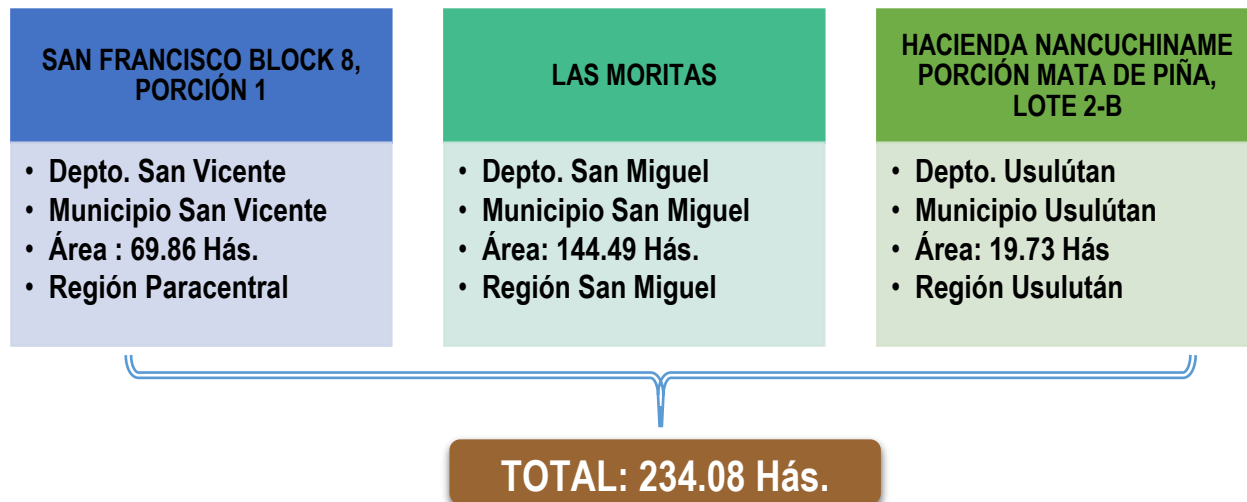 SAN FRANCISCO BLOCK 8,
PORCIÓN 1
• Depto. San Vicente
• Municipio San Vicente
• Área : 69.86 Hás.
• Región Paracentral
LAS MORITAS
• Depto. San Miguel
• Municipio San Miguel
• Área: 144.49 Hás.
• Región San Miguel
HACIENDA NANCUCHINAME
PORCIÓN MATA DE PIÑA,
LOTE 2-B
• Depto. Usulútan
• Municipio Usulútan
• Área: 19.73 Hás
• Región Usulután
TOTAL: 234.08 Hás.